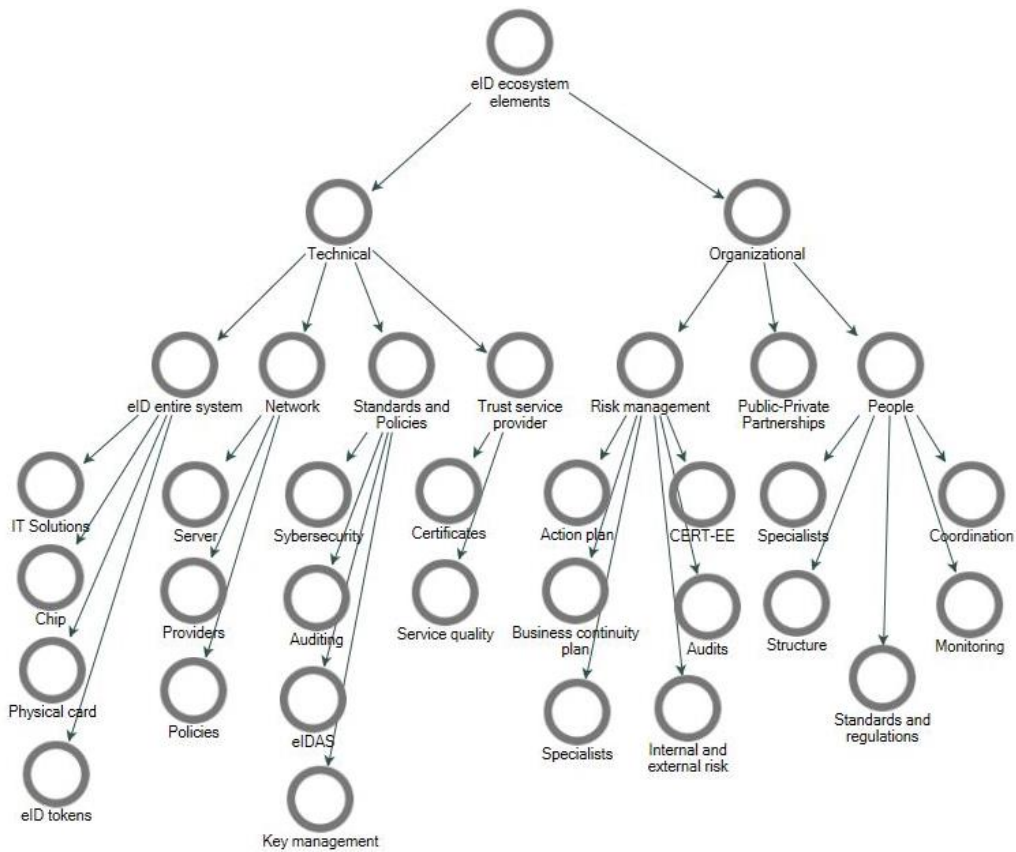 eID ecosystem
elements
Technical
Organizational
eID entire system
Network
Standards and
Policies
Trust service
provider
Risk management
Public-Private
Partnerships
People
IT Solutions
Server
Sybersecurity
Certificates
Action plan
CERT-EE
Specialists
Coordination
Chip
Providers
Auditing
Service quality
Business continuity
plan
Audits
Structure
Monitoring
Physical card
Policies
eIDAS
Specialists
Internal and
external risk
Standards and
regulations
eID tokens
Key management